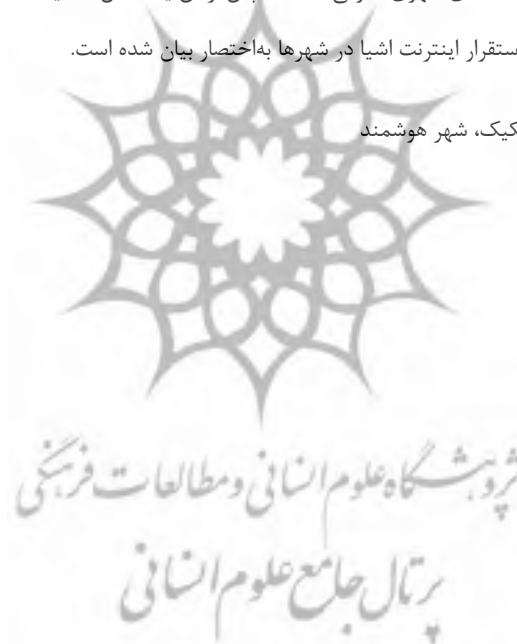 ستقرار اینترنت اشیا در شهرها به‌اختصار بیان شده است.
کیک، شهر هوشمند
پژوهشگاه علوم انسانی و مطالعات فرهنگی
پرتال جامع علوم انسانی